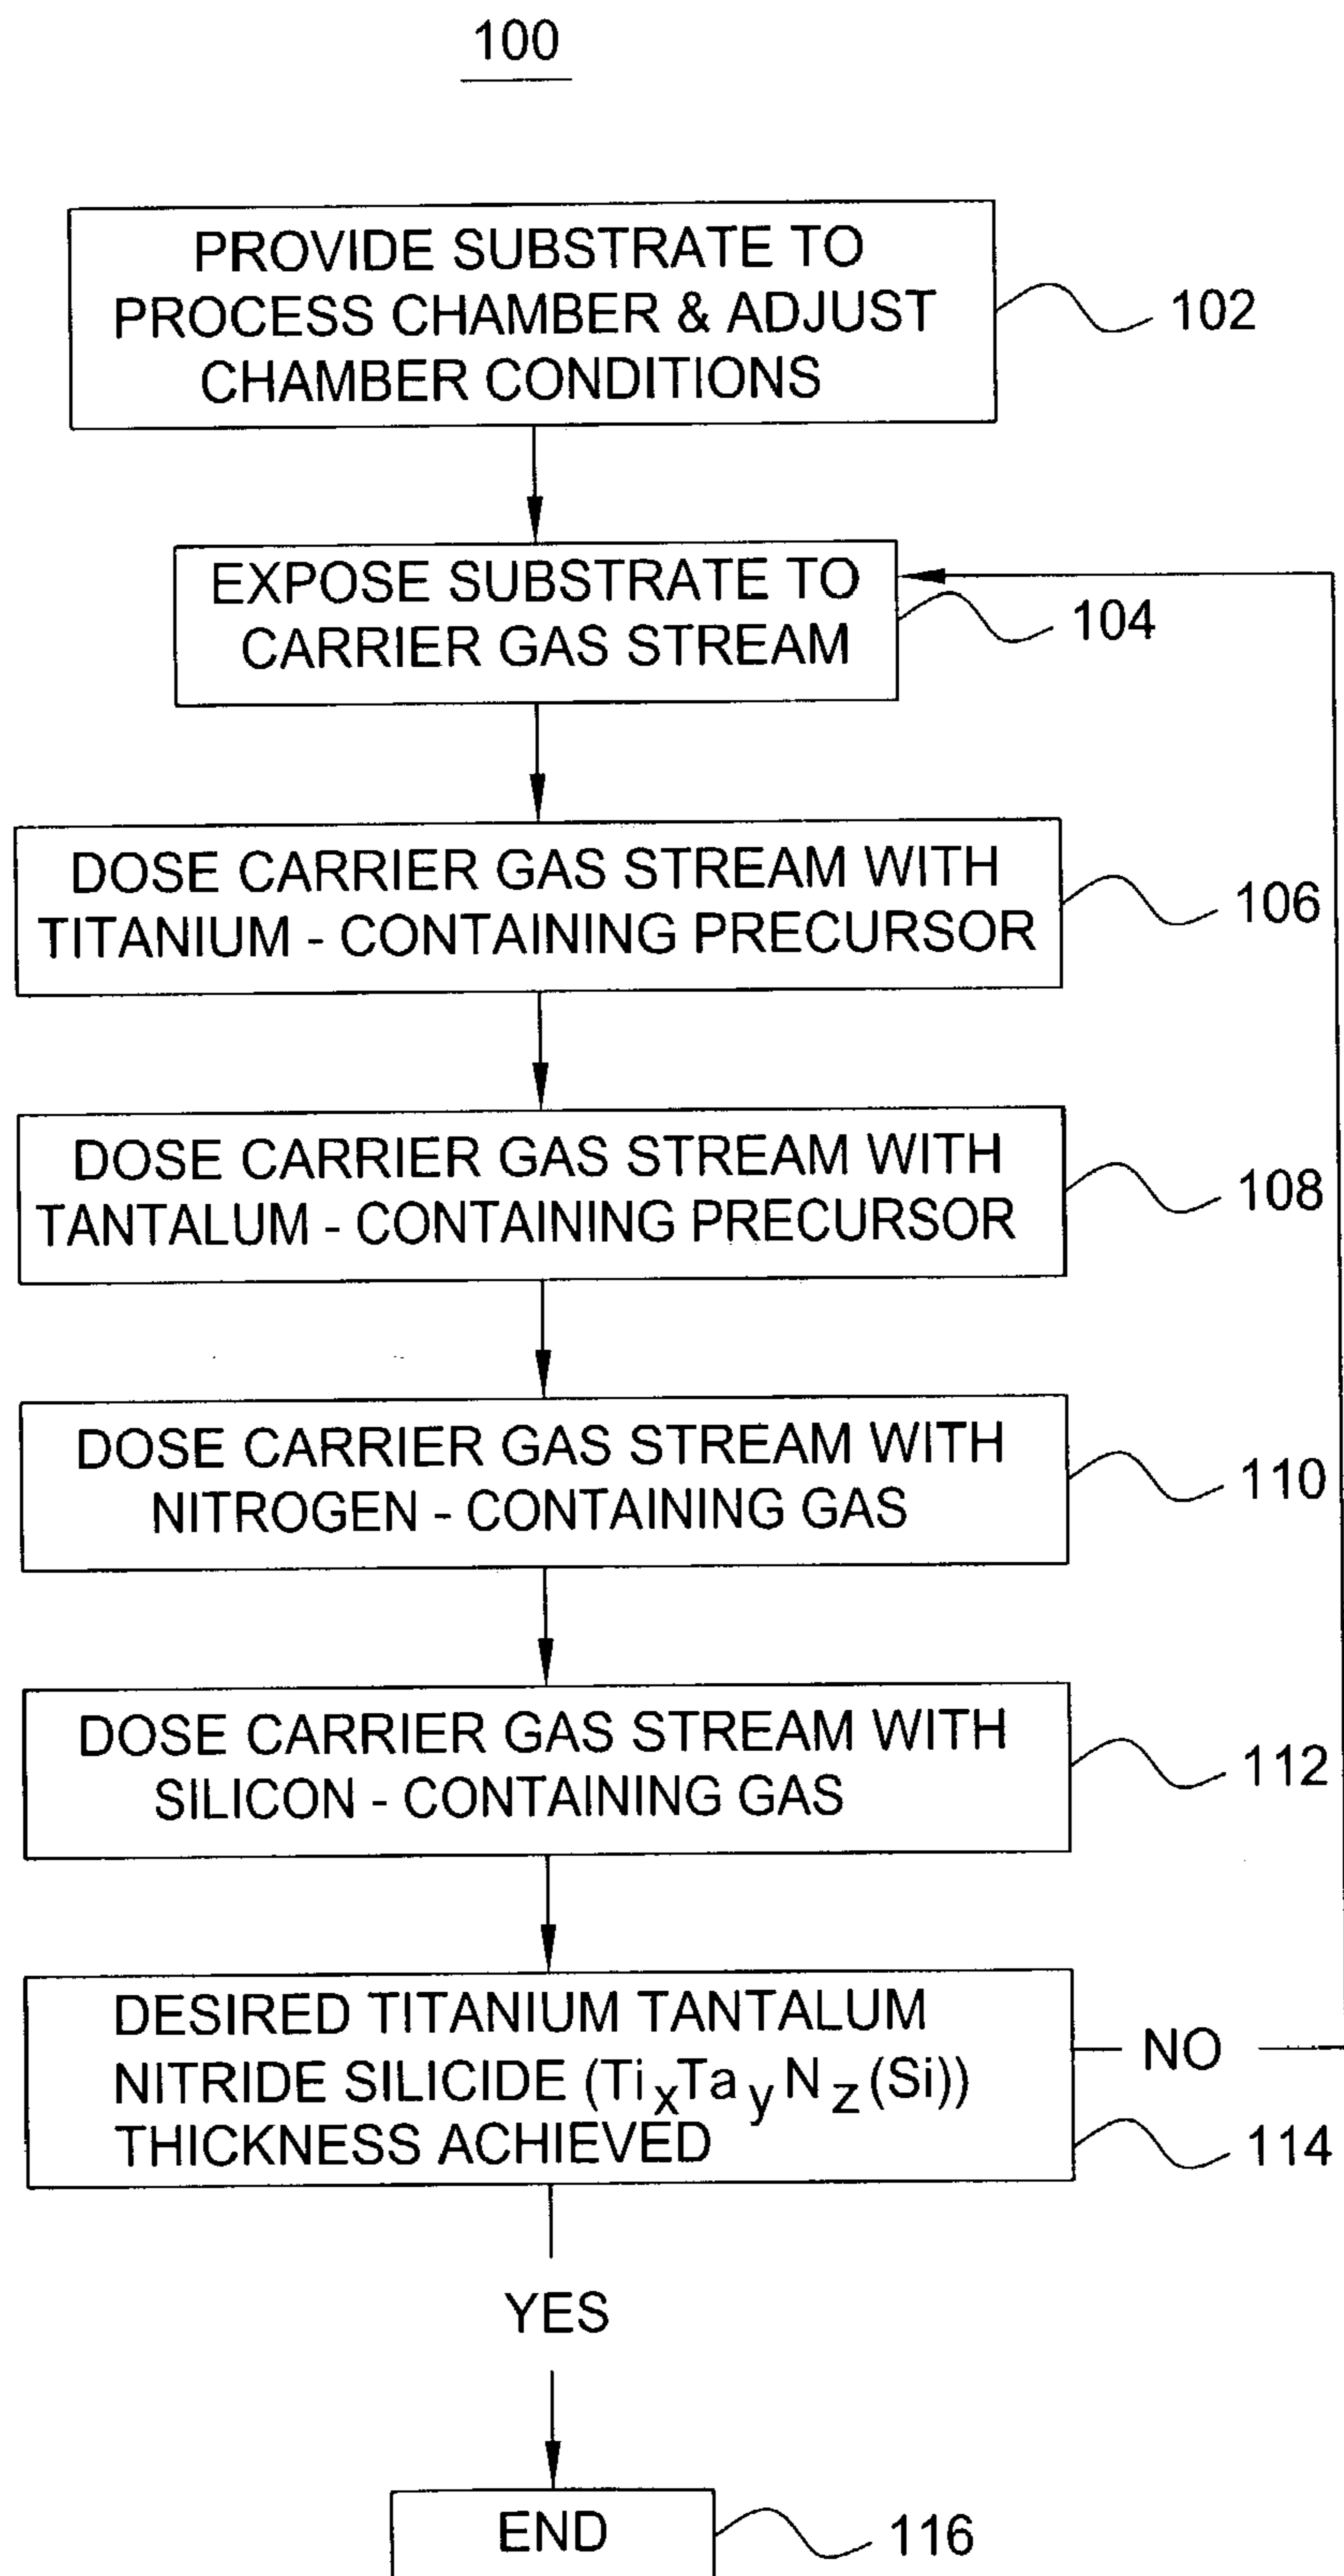 100
PROVIDE SUBSTRATE TO
PROCESS CHAMBER & ADJUST
CHAMBER CONDITIONS
102
EXPOSE SUBSTRATE TO
CARRIER GAS STREAM
104
DOSE CARRIER GAS STREAM WITH
TITANIUM - CONTAINING PRECURSOR
106
DOSE CARRIER GAS STREAM WITH
TANTALUM - CONTAINING PRECURSOR
108
DOSE CARRIER GAS STREAM WITH
NITROGEN - CONTAINING GAS
110
DOSE CARRIER GAS STREAM WITH
SILICON - CONTAINING GAS
112
DESIRED TITANIUM TANTALUM
NITRIDE SILICIDE (TixTayNz(Si))
THICKNESS ACHIEVED
NO
114
YES
END
116